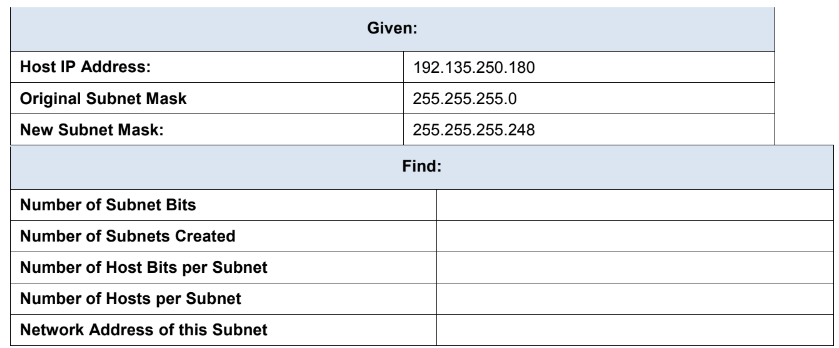 Given:
Host IP Address: 192.135.250.180
Original Subnet Mask 255.255.255.0
New Subnet Mask: 255.255.255.248
Find:
Number of Subnet Bits
Number of Subnets Created
Number of Host Bits per Subnet
Number of Hosts per Subnet
Network Address of this Subnet